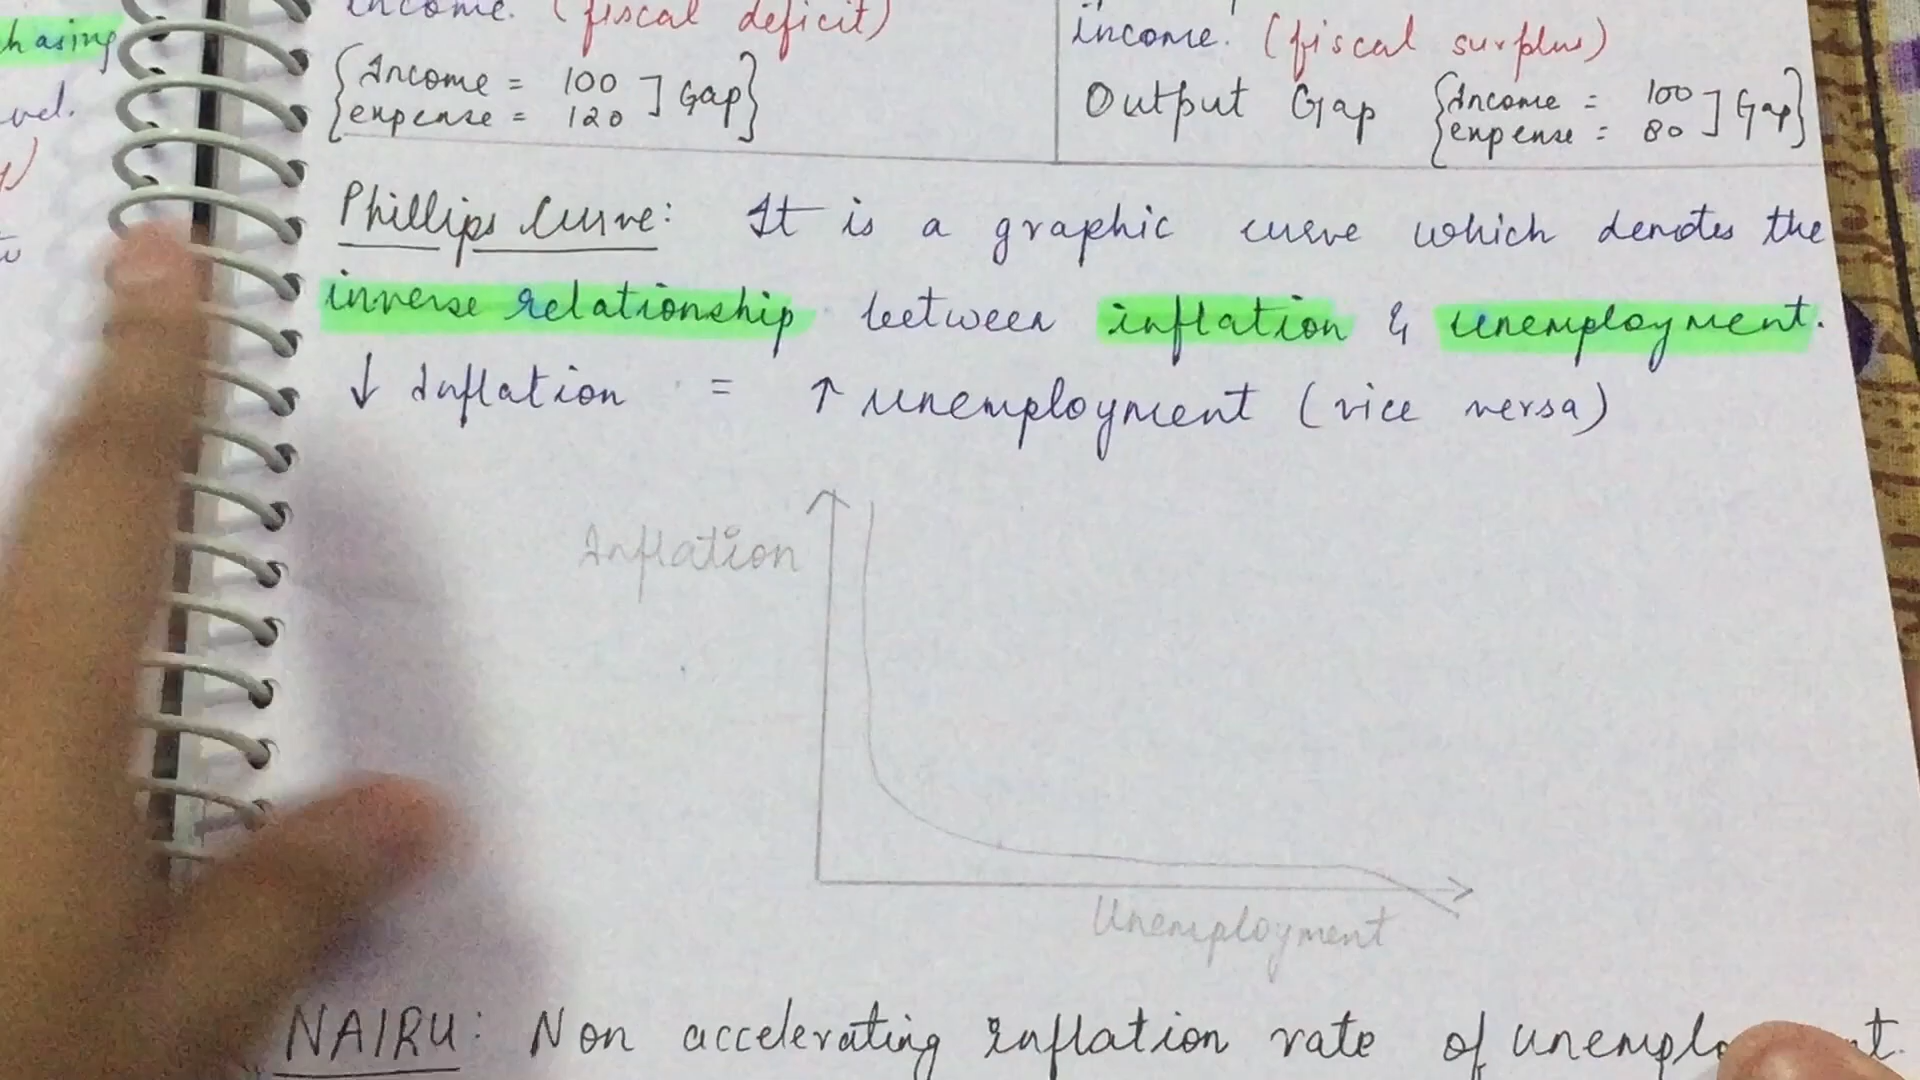 hasing
income. (fiscal deficit)
{Income = 100
expense = 120 ] Gap}
income. (fiscal surplus)
Output Gap {Income = 100
expense = 80 ] Gap}
Phillips Curve: It is a graphic curve which denotes the
inverse relationship between inflation & unemployment.
↓ Inflation = ↑ unemployment (vice versa)
Inflation
Unemployment
NAIRU: Non accelerating Inflation rate of